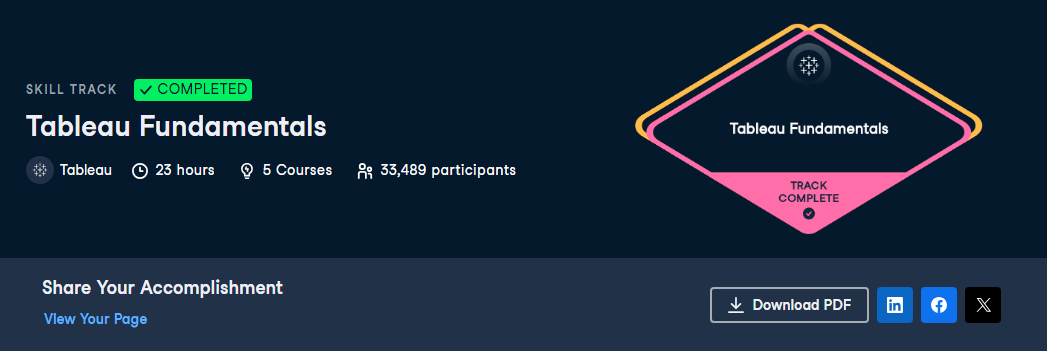 SKILL TRACK COMPLETED
Tableau Fundamentals
Tableau 23 hours 5 Courses 33,489 participants
Tableau Fundamentals
TRACK
COMPLETE
Share Your Accomplishment
View Your Page
Download PDF